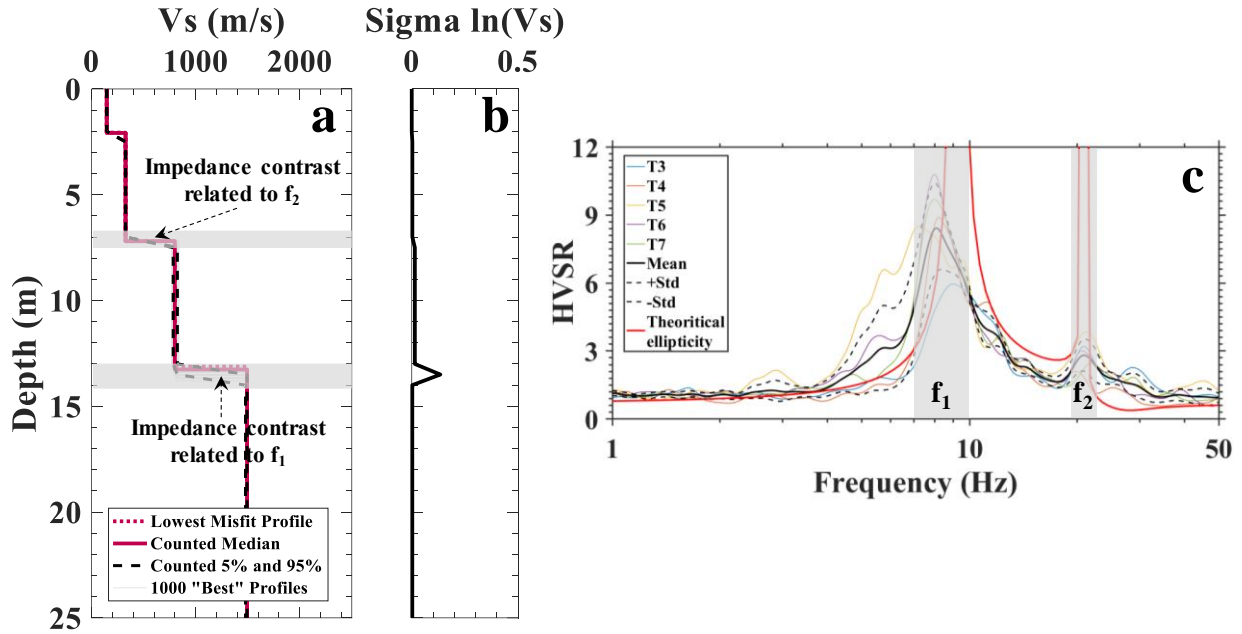 Vs (m/s)
0 1000 2000
0
5
10
15
20
25
Depth (m)
a
Impedance contrast
related to f2
Impedance contrast
related to f1
Lowest Misfit Profile
Counted Median
Counted 5% and 95%
1000 "Best" Profiles
Sigma ln(Vs)
0 0.5
b
12
9
6
3
0
HVSR
T3
T4
T5
T6
T7
Mean
+Std
-Std
Theoritical
ellipticity
c
f1
f2
1 10 50
Frequency (Hz)